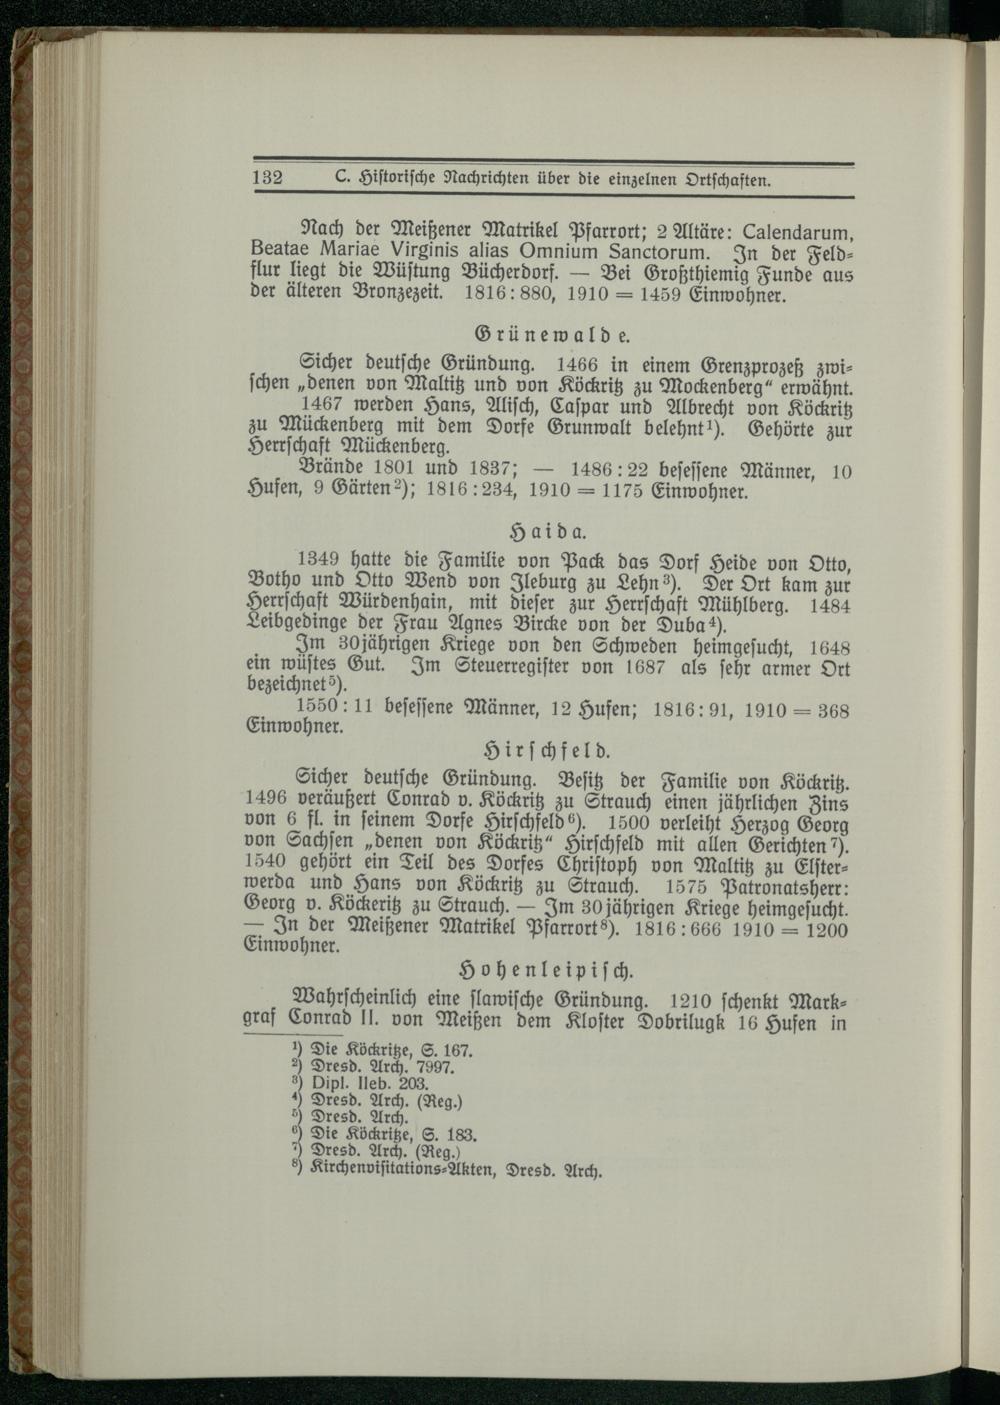 132 C. Historische Nachrichten über die einzelnen Ortschaften.
Nach der Meißener Matrikel Pfarrort; 2 Altäre: Calendarum,
Beatae Mariae Virginis alias Omnium Sanctorum. In der Feld-
flur liegt die Wüstung Bücherdorf. — Bei Großthiemig Funde aus
der älteren Bronzezeit. 1816: 880, 1910 = 1459 Einwohner.
Grünewalde.
Sicher deutsche Gründung. 1466 in einem Grenzprozeß zwi-
schen „denen von Maltitz und von Köckritz zu Mockenberg“ erwähnt.
1467 werden Hans, Alisch, Caspar und Albrecht von Köckritz
zu Mückenberg mit dem Dorfe Grunwalt belehnt¹). Gehörte zur
Herrschaft Mückenberg.
Brände 1801 und 1837; — 1486: 22 besessene Männer, 10
Hufen, 9 Gärten²); 1816: 234, 1910 = 1175 Einwohner.
Haida.
1349 hatte die Familie von Pack das Dorf Heide von Otto,
Botho und Otto Wend von Ileburg zu Lehn³). Der Ort kam zur
Herrschaft Würdenhain, mit dieser zur Herrschaft Mühlberg. 1484
Leibgedinge der Frau Agnes Bircke von der Duba⁴).
Im 30jährigen Kriege von den Schweden heimgesucht, 1648
ein wüstes Gut. Im Steuerregister von 1687 als sehr armer Ort
bezeichnet⁵).
1550: 11 besessene Männer, 12 Hufen; 1816: 91, 1910 = 368
Einwohner.
Hirschfeld.
Sicher deutsche Gründung. Besitz der Familie von Köckritz.
1496 veräußert Conrad v. Köckritz zu Strauch einen jährlichen Zins
von 6 fl. in seinem Dorfe Hirschfeld⁶). 1500 verleiht Herzog Georg
von Sachsen „denen von Köckritz“ Hirschfeld mit allen Gerichten⁷).
1540 gehört ein Teil des Dorfes Christoph von Maltitz zu Elster-
werda und Hans von Köckritz zu Strauch. 1575 Patronatsherr:
Georg v. Köckeritz zu Strauch. — Im 30jährigen Kriege heimgesucht.
— In der Meißener Matrikel Pfarrort⁸). 1816: 666 1910 = 1200
Einwohner.
Hohenleipisch.
Wahrscheinlich eine slawische Gründung. 1210 schenkt Mark-
graf Conrad II. von Meißen dem Kloster Dobrilugk 16 Hufen in
¹) Die Köckritze, S. 167.
²) Dresd. Arch. 7997.
³) Dipl. Ileb. 203.
⁴) Dresd. Arch. (Reg.)
⁵) Dresd. Arch.
⁶) Die Köckritze, S. 183.
⁷) Dresd. Arch. (Reg.)
⁸) Kirchenvisitations-Akten, Dresd. Arch.